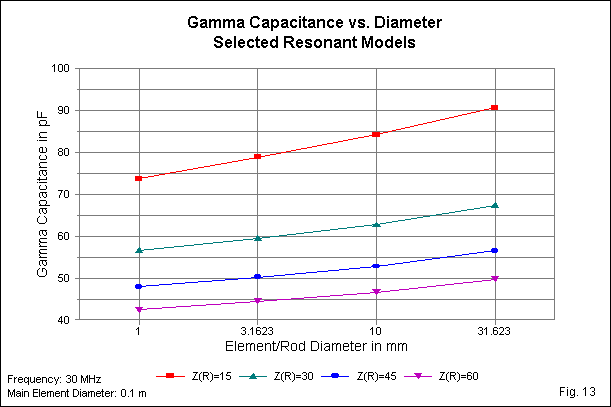 Gamma Capacitance vs. Diameter
Selected Resonant Models
100
90
80
70
60
50
40
Gamma Capacitance in pF
1
3.1623
10
31.623
Element/Rod Diameter in mm
Z(R)=15
Z(R)=30
Z(R)=45
Z(R)=60
Frequency: 30 MHz
Main Element Diameter: 0.1 m
Fig. 13